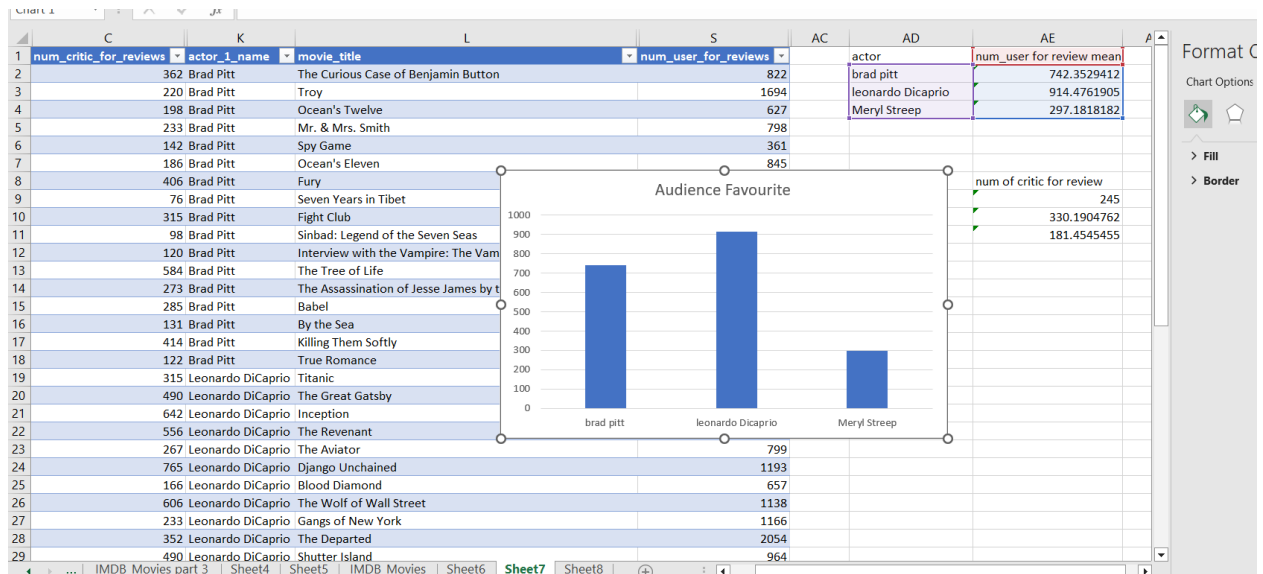 C K L S AC AD AE
1 num_critic_for_reviews actor_1_name movie_title num_user_for_reviews actor num_user for review mean
2 362 Brad Pitt The Curious Case of Benjamin Button 822 brad pitt 742.3529412
3 220 Brad Pitt Troy 1694 leonardo Dicaprio 914.4761905
4 198 Brad Pitt Ocean's Twelve 627 Meryl Streep 297.1818182
5 233 Brad Pitt Mr. & Mrs. Smith 798
6 142 Brad Pitt Spy Game 361
7 186 Brad Pitt Ocean's Eleven 845
8 406 Brad Pitt Fury num of critic for review
9 76 Brad Pitt Seven Years in Tibet 245
10 315 Brad Pitt Fight Club 330.1904762
11 98 Brad Pitt Sinbad: Legend of the Seven Seas 181.4545455
12 120 Brad Pitt Interview with the Vampire: The Vam
13 584 Brad Pitt The Tree of Life
14 273 Brad Pitt The Assassination of Jesse James by t
15 285 Brad Pitt Babel
16 131 Brad Pitt By the Sea
17 414 Brad Pitt Killing Them Softly
18 122 Brad Pitt True Romance
19 315 Leonardo DiCaprio Titanic
20 490 Leonardo DiCaprio The Great Gatsby
21 642 Leonardo DiCaprio Inception
22 556 Leonardo DiCaprio The Revenant
23 267 Leonardo DiCaprio The Aviator 799
24 765 Leonardo DiCaprio Django Unchained 1193
25 166 Leonardo DiCaprio Blood Diamond 657
26 606 Leonardo DiCaprio The Wolf of Wall Street 1138
27 233 Leonardo DiCaprio Gangs of New York 1166
28 352 Leonardo DiCaprio The Departed 2054
29 490 Leonardo DiCaprio Shutter Island 964
Audience Favourite
1000
900
800
700
600
500
400
300
200
100
0
brad pitt leonardo Dicaprio Meryl Streep
Format C
Chart Options
Fill
Border
... IMDB Movies part 3 Sheet4 Sheet5 IMDB Movies Sheet6 Sheet7 Sheet8